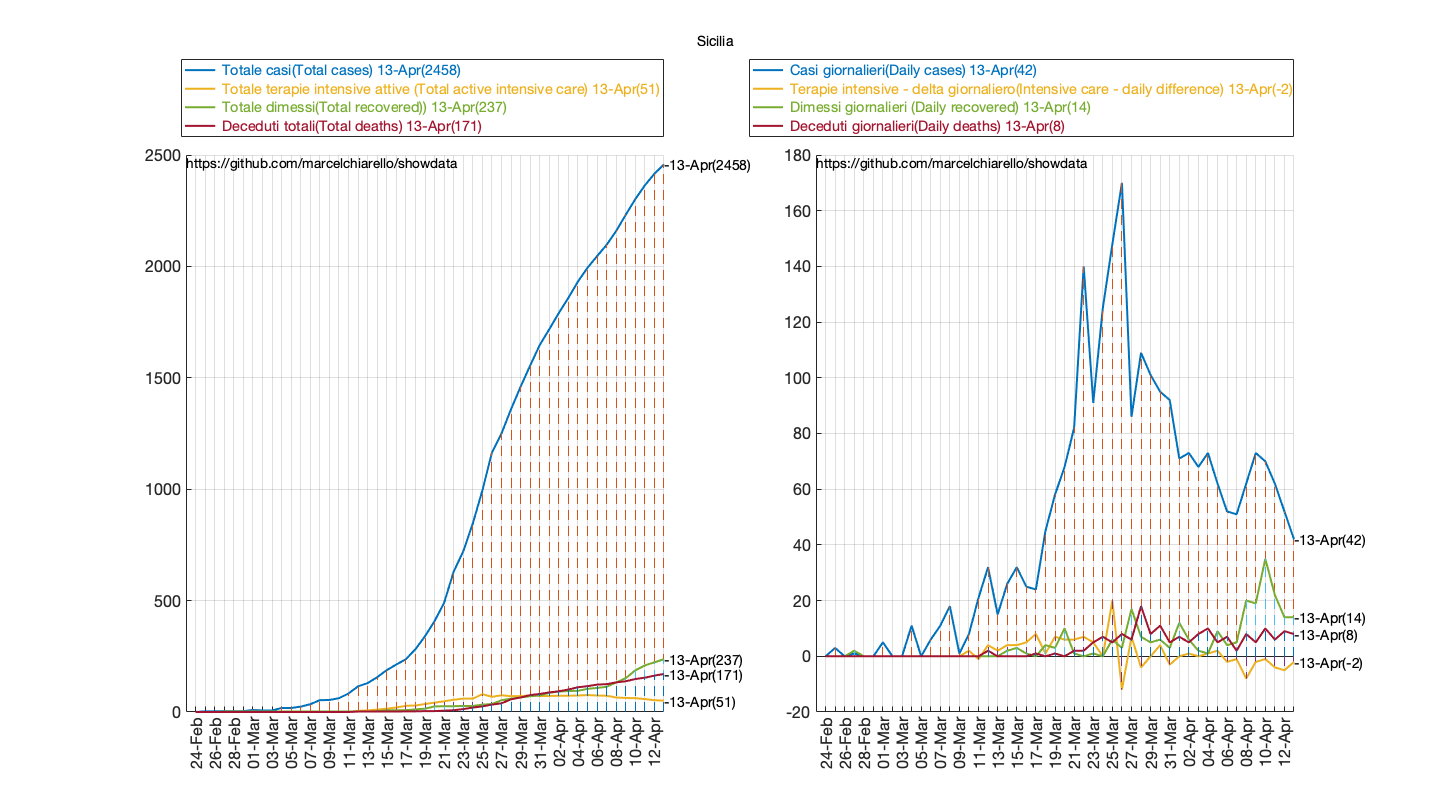 Sicilia
Totale casi(Total cases) 13-Apr(2458)
Totale terapie intensive attive (Total active intensive care) 13-Apr(51)
Totale dimessi(Total recovered)) 13-Apr(237)
Deceduti totali(Total deaths) 13-Apr(171)
Casi giornalieri(Daily cases) 13-Apr(42)
Terapie intensive - delta giornaliero(Intensive care - daily difference) 13-Apr(-2)
Dimessi giornalieri (Daily recovered) 13-Apr(14)
Deceduti giornalieri(Daily deaths) 13-Apr(8)
https://github.com/marcelchiarello/showdata
2500
2000
1500
1000
500
0
-13-Apr(2458)
-13-Apr(237)
-13-Apr(171)
-13-Apr(51)
24-Feb
26-Feb
28-Feb
01-Mar
03-Mar
05-Mar
07-Mar
09-Mar
11-Mar
13-Mar
15-Mar
17-Mar
19-Mar
21-Mar
23-Mar
25-Mar
27-Mar
29-Mar
31-Mar
02-Apr
04-Apr
06-Apr
08-Apr
10-Apr
12-Apr
https://github.com/marcelchiarello/showdata
180
160
140
120
100
80
60
40
20
0
-20
-13-Apr(42)
-13-Apr(14)
-13-Apr(8)
-13-Apr(-2)
24-Feb
26-Feb
28-Feb
01-Mar
03-Mar
05-Mar
07-Mar
09-Mar
11-Mar
13-Mar
15-Mar
17-Mar
19-Mar
21-Mar
23-Mar
25-Mar
27-Mar
29-Mar
31-Mar
02-Apr
04-Apr
06-Apr
08-Apr
10-Apr
12-Apr